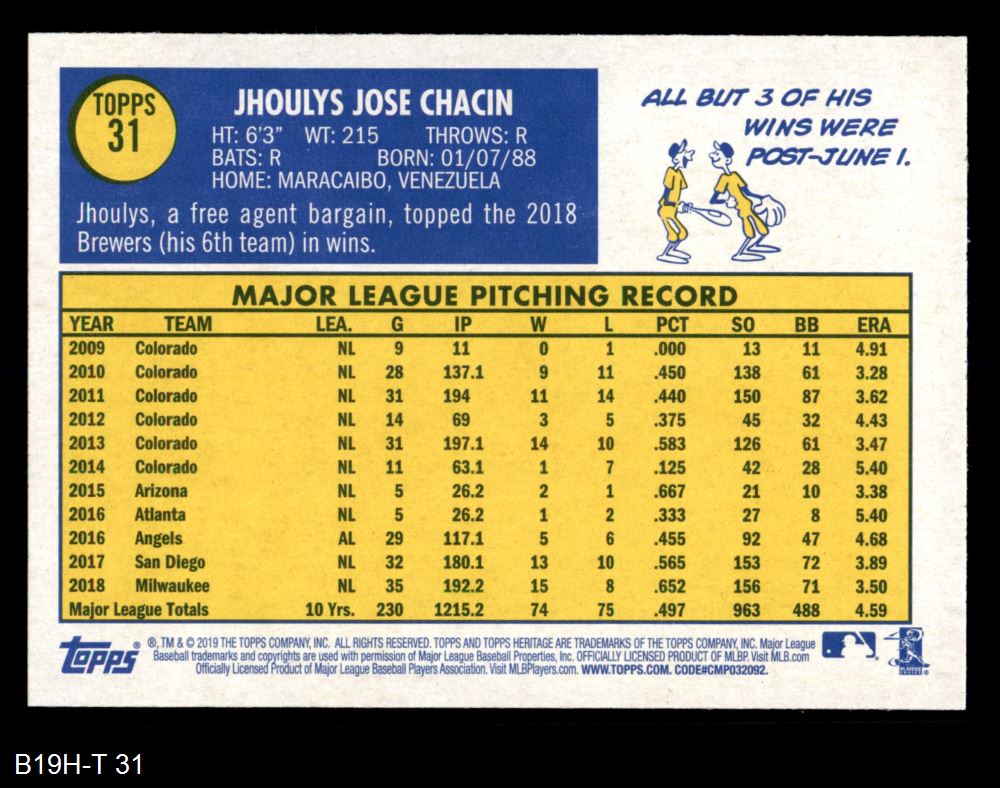 TOPPS
31
JHOULYS JOSE CHACIN
HT: 6'3" WT: 215 THROWS: R
BATS: R BORN: 01/07/88
HOME: MARACAIBO, VENEZUELA
Jhoulys, a free agent bargain, topped the 2018
Brewers (his 6th team) in wins.
ALL BUT 3 OF HIS
WINS WERE
POST-JUNE 1.
MAJOR LEAGUE PITCHING RECORD
YEAR TEAM LEA. G IP W L PCT SO BB ERA
2009 Colorado NL 9 11 0 1 .000 13 11 4.91
2010 Colorado NL 28 137.1 9 11 .450 138 61 3.28
2011 Colorado NL 31 194 11 14 .440 150 87 3.62
2012 Colorado NL 14 69 3 5 .375 45 32 4.43
2013 Colorado NL 31 197.1 14 10 .583 126 61 3.47
2014 Colorado NL 11 63.1 1 7 .125 42 28 5.40
2015 Arizona NL 5 26.2 2 1 .667 21 10 3.38
2016 Atlanta NL 5 26.2 1 2 .333 27 8 5.40
2016 Angels AL 29 117.1 5 6 .455 92 47 4.68
2017 San Diego NL 32 180.1 13 10 .565 153 72 3.89
2018 Milwaukee NL 35 192.2 15 8 .652 156 71 3.50
Major League Totals 10 Yrs. 230 1215.2 74 75 .497 963 488 4.59
Topps ®, TM & © 2019 THE TOPPS COMPANY, INC. ALL RIGHTS RESERVED. TOPPS AND TOPPS HERITAGE ARE TRADEMARKS OF THE TOPPS COMPANY, INC. Major League
Baseball trademarks and copyrights are used with permission of Major League Baseball Properties, Inc. OFFICIALLY LICENSED PRODUCT OF MLBP. Visit MLB.com
Officially Licensed Product of Major League Baseball Players Association. Visit MLBPlayers.com. WWW.TOPPS.COM. CODE#CMP032092.
B19H-T 31